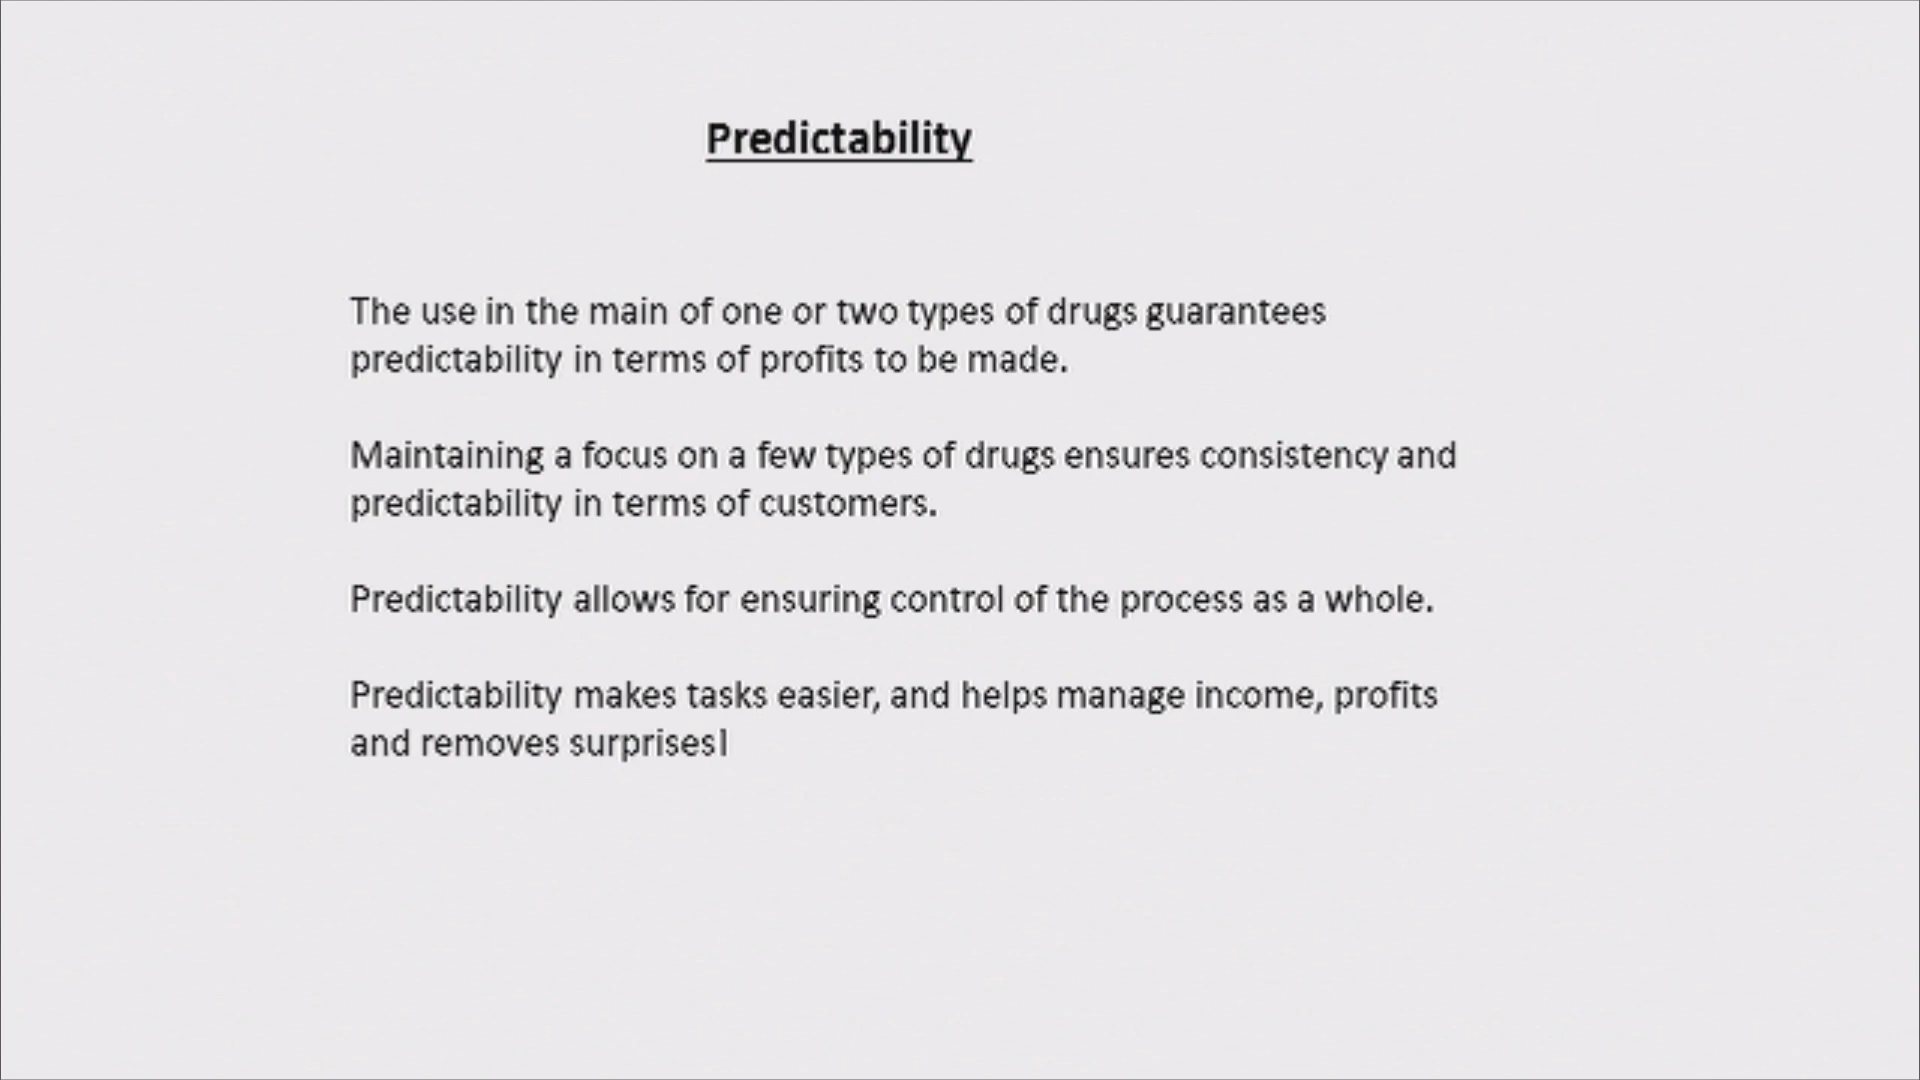 Predictability
The use in the main of one or two types of drugs guarantees
predictability in terms of profits to be made.
Maintaining a focus on a few types of drugs ensures consistency and
predictability in terms of customers.
Predictability allows for ensuring control of the process as a whole.
Predictability makes tasks easier, and helps manage income, profits
and removes surprises!